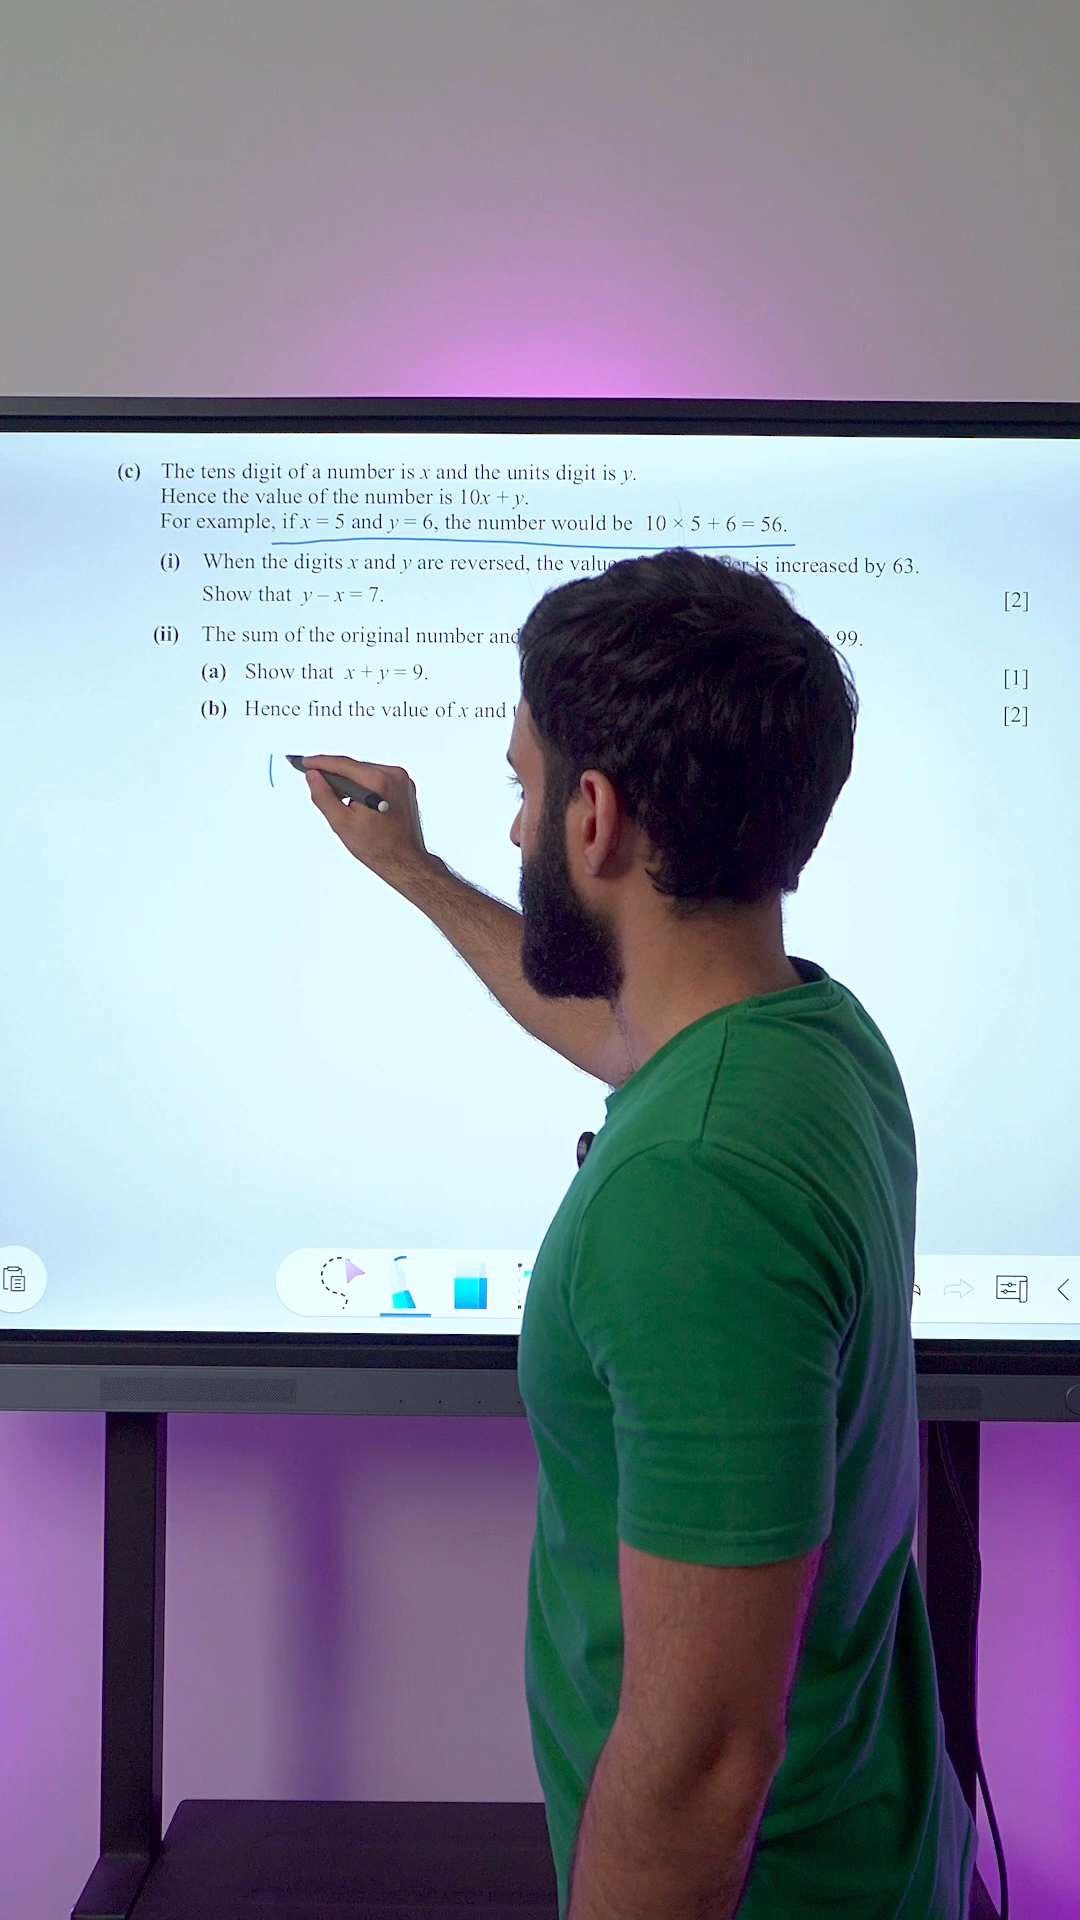 (c) The tens digit of a number is x and the units digit is y.
Hence the value of the number is 10x + y.
For example, if x = 5 and y = 6, the number would be 10 × 5 + 6 = 56.
(i) When the digits x and y are reversed, the is increased by 63.
Show that y – x = 7. [2]
(ii) The sum of the original number and 99.
(a) Show that x + y = 9. [1]
(b) Hence find the value of x and [2]